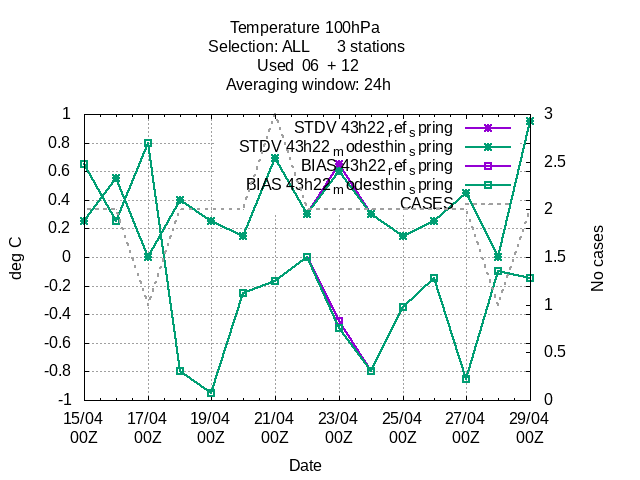 Temperature 100hPa
Selection: ALL 3 stations
Used 06 + 12
Averaging window: 24h
STDV 43h22_ref_spring
STDV 43h22_modesthin_spring
BIAS 43h22_ref_spring
BIAS 43h22_modesthin_spring
CASES
deg C
1
0.8
0.6
0.4
0.2
0
-0.2
-0.4
-0.6
-0.8
-1
No cases
3
2.5
2
1.5
1
0.5
0
15/04 17/04 19/04 21/04 23/04 25/04 27/04 29/04
00Z 00Z 00Z 00Z 00Z 00Z 00Z 00Z
Date